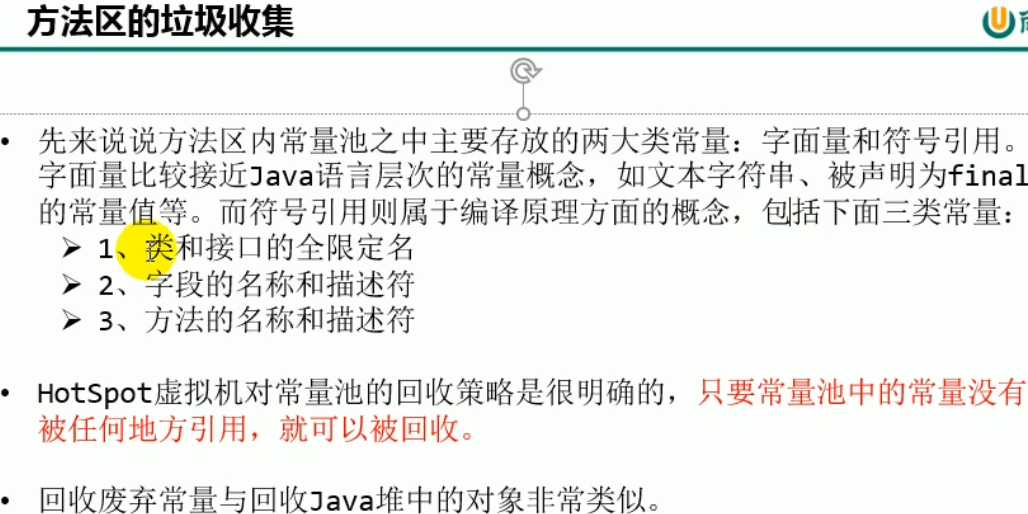 方法区的垃圾收集
• 先来说说方法区内常量池之中主要存放的两大类常量：字面量和符号引用。
字面量比较接近Java语言层次的常量概念，如文本字符串、被声明为final
的常量值等。而符号引用则属于编译原理方面的概念，包括下面三类常量：
➢ 1、类和接口的全限定名
➢ 2、字段的名称和描述符
➢ 3、方法的名称和描述符
• HotSpot虚拟机对常量池的回收策略是很明确的，只要常量池中的常量没有
被任何地方引用，就可以被回收。
• 回收废弃常量与回收Java堆中的对象非常类似。